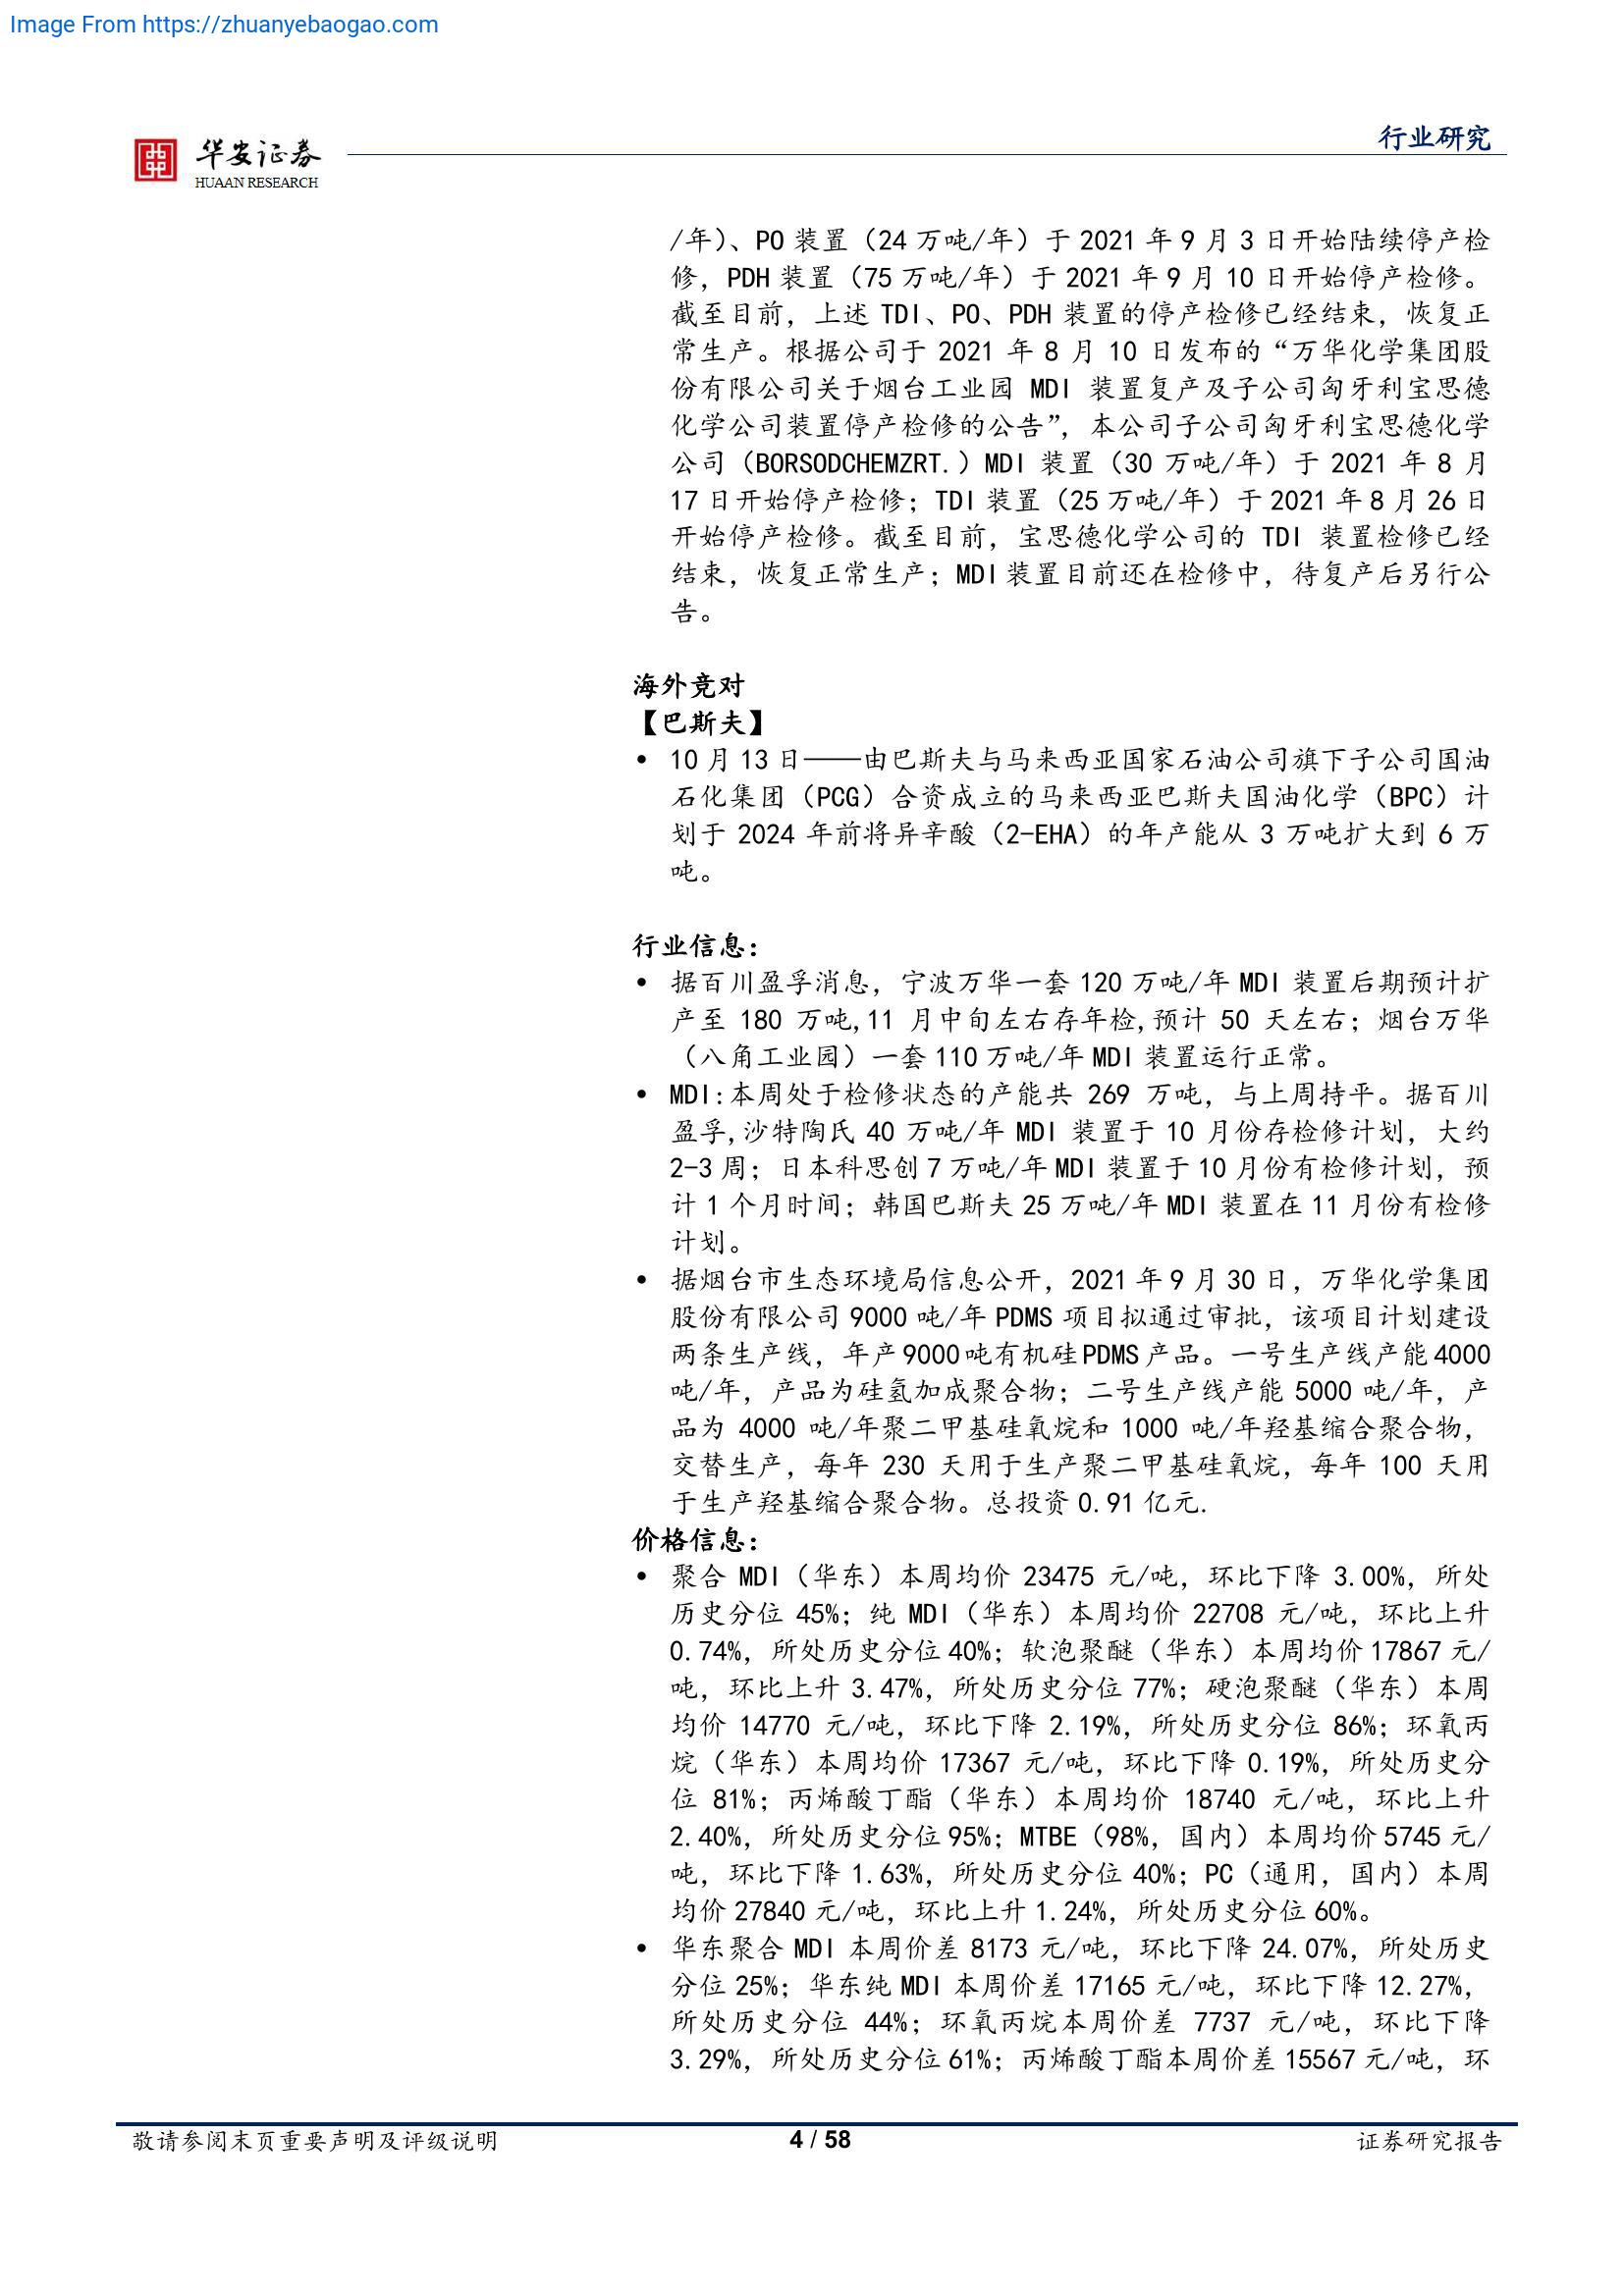 Image From https://zhuanyebaogao.com
华安证券
HUAAN RESEARCH
行业研究
/年)、PO 装置（24 万吨/年）于 2021 年 9 月 3 日开始陆续停产检
修，PDH 装置（75 万吨/年）于 2021 年 9 月 10 日开始停产检修。
截至目前，上述 TDI、PO、PDH 装置的停产检修已经结束，恢复正
常生产。根据公司于 2021 年 8 月 10 日发布的“万华化学集团股
份有限公司关于烟台工业园 MDI 装置复产及子公司匈牙利宝思德
化学公司装置停产检修的公告”，本公司子公司匈牙利宝思德化学
公司（BORSODCHEMZRT.）MDI 装置（30 万吨/年）于 2021 年 8 月
17 日开始停产检修；TDI 装置（25 万吨/年）于 2021 年 8 月 26 日
开始停产检修。截至目前，宝思德化学公司的 TDI 装置检修已经
结束，恢复正常生产；MDI 装置目前还在检修中，待复产后另行公
告。
海外竞对
【巴斯夫】
• 10 月 13 日——由巴斯夫与马来西亚国家石油公司旗下子公司国油
石化集团（PCG）合资成立的马来西亚巴斯夫国油化学（BPC）计
划于 2024 年前将异辛酸（2-EHA）的年产能从 3 万吨扩大到 6 万
吨。
行业信息：
• 据百川盈孚消息，宁波万华一套 120 万吨/年 MDI 装置后期预计扩
产至 180 万吨,11 月中旬左右存年检,预计 50 天左右；烟台万华
（八角工业园）一套 110 万吨/年 MDI 装置运行正常。
• MDI:本周处于检修状态的产能共 269 万吨，与上周持平。据百川
盈孚,沙特陶氏 40 万吨/年 MDI 装置于 10 月份存检修计划，大约
2-3 周；日本科思创 7 万吨/年 MDI 装置于 10 月份有检修计划，预
计 1 个月时间；韩国巴斯夫 25 万吨/年 MDI 装置在 11 月份有检修
计划。
• 据烟台市生态环境局信息公开，2021 年 9 月 30 日，万华化学集团
股份有限公司 9000 吨/年 PDMS 项目拟通过审批，该项目计划建设
两条生产线，年产 9000 吨有机硅 PDMS 产品。一号生产线产能 4000
吨/年，产品为硅氢加成聚合物；二号生产线产能 5000 吨/年，产
品为 4000 吨/年聚二甲基硅氧烷和 1000 吨/年羟基缩合聚合物，
交替生产，每年 230 天用于生产聚二甲基硅氧烷，每年 100 天用
于生产羟基缩合聚合物。总投资 0.91 亿元.
价格信息：
• 聚合 MDI（华东）本周均价 23475 元/吨，环比下降 3.00%，所处
历史分位 45%；纯 MDI（华东）本周均价 22708 元/吨，环比上升
0.74%，所处历史分位 40%；软泡聚醚（华东）本周均价 17867 元/
吨，环比上升 3.47%，所处历史分位 77%；硬泡聚醚（华东）本周
均价 14770 元/吨，环比下降 2.19%，所处历史分位 86%；环氧丙
烷（华东）本周均价 17367 元/吨，环比下降 0.19%，所处历史分
位 81%；丙烯酸丁酯（华东）本周均价 18740 元/吨，环比上升
2.40%，所处历史分位 95%；MTBE（98%，国内）本周均价 5745 元/
吨，环比下降 1.63%，所处历史分位 40%；PC（通用，国内）本周
均价 27840 元/吨，环比上升 1.24%，所处历史分位 60%。
• 华东聚合 MDI 本周价差 8173 元/吨，环比下降 24.07%，所处历史
分位 25%；华东纯 MDI 本周价差 17165 元/吨，环比下降 12.27%，
所处历史分位 44%；环氧丙烷本周价差 7737 元/吨，环比下降
3.29%，所处历史分位 61%；丙烯酸丁酯本周价差 15567 元/吨，环
敬请参阅末页重要声明及评级说明
4 / 58
证券研究报告